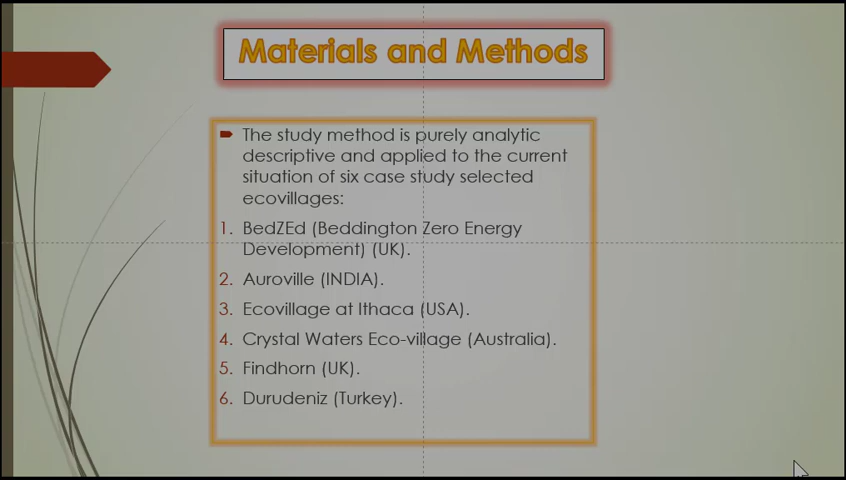 Materials and Methods
The study method is purely analytic
descriptive and applied to the current
situation of six case study selected
ecovillages:
1. BedZEd (Beddington Zero Energy
Development) (UK).
2. Auroville (INDIA).
3. Ecovillage at Ithaca (USA).
4. Crystal Waters Eco-village (Australia).
5. Findhorn (UK).
6. Durudeniz (Turkey).